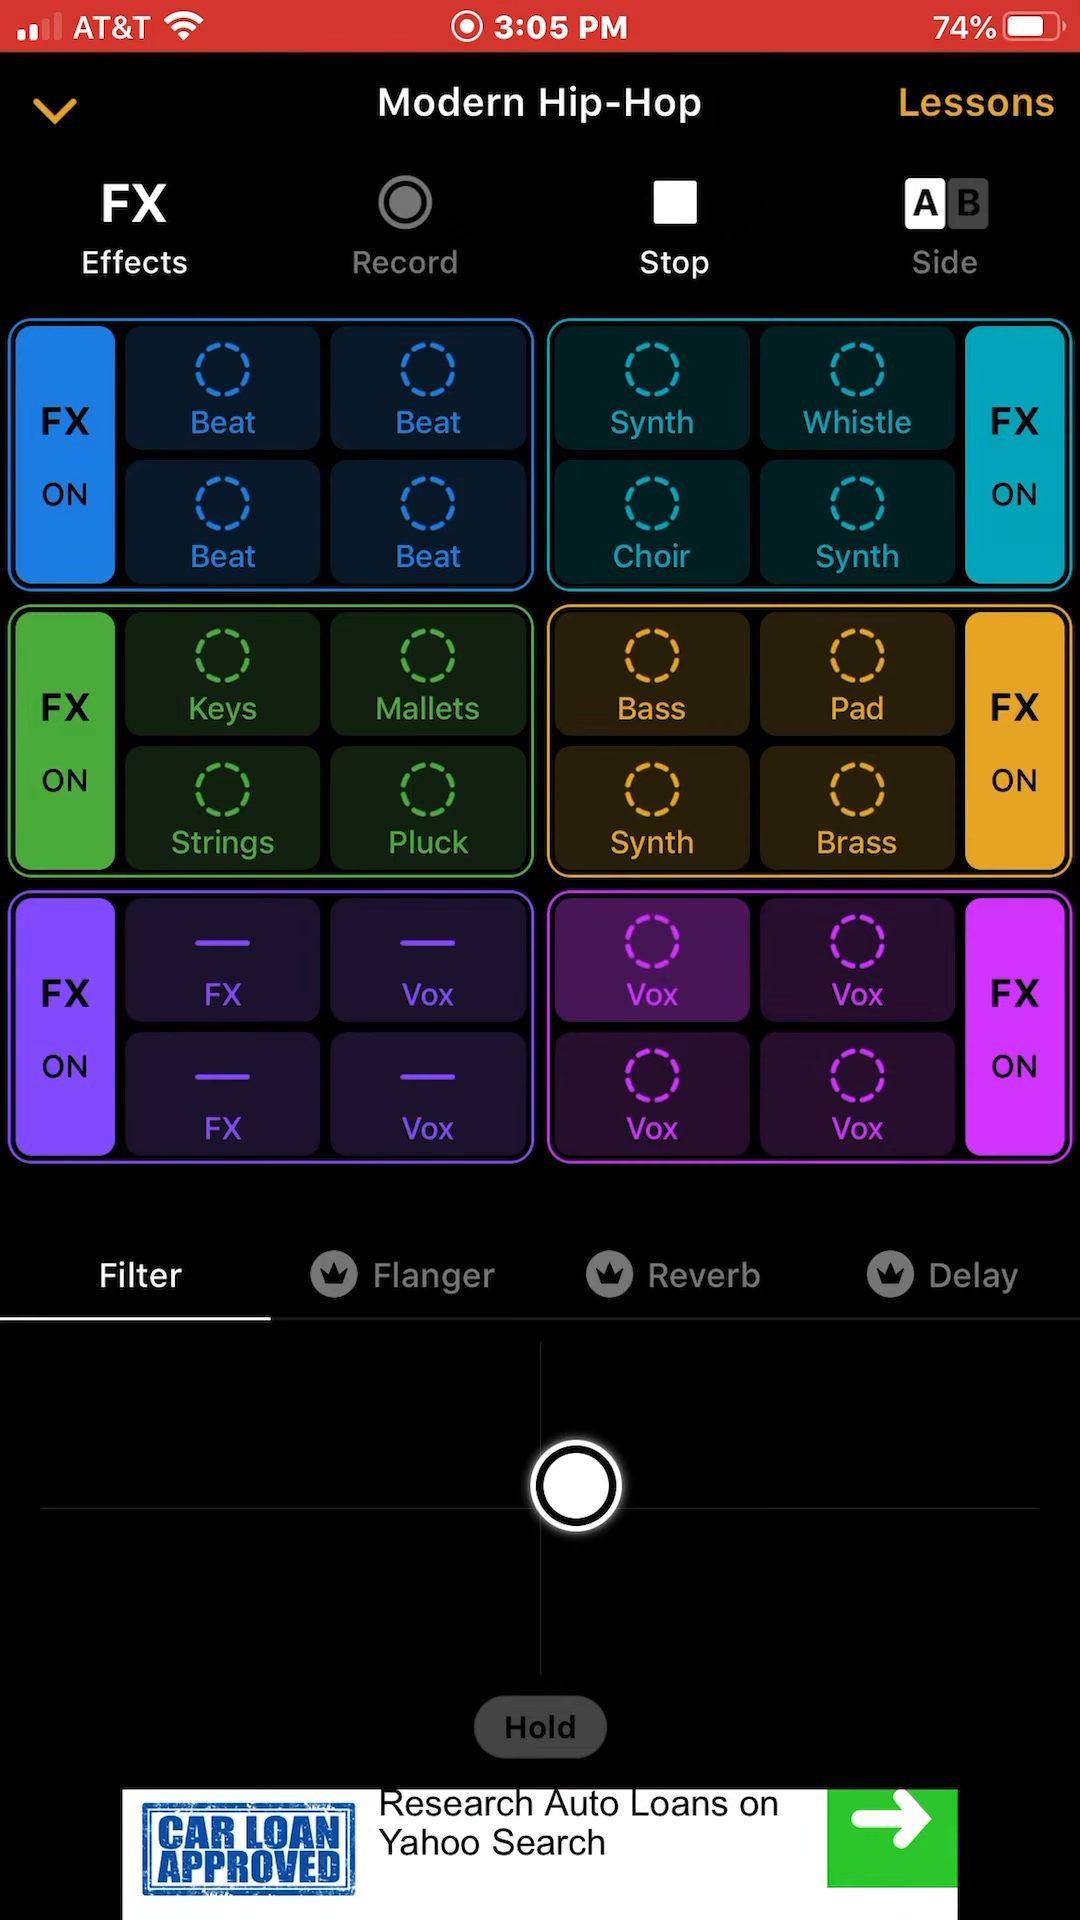 AT&T 3:05 PM 74%
Modern Hip-Hop Lessons
FX A B
Effects Record Stop Side
FX ON Beat Beat
Beat Beat
Synth Whistle FX ON
Choir Synth
FX ON Keys Mallets
Strings Pluck
Bass Pad FX ON
Synth Brass
FX ON FX Vox
FX Vox
Vox Vox FX ON
Vox Vox
Filter Flanger Reverb Delay
Hold
CAR LOAN
APPROVED
Research Auto Loans on
Yahoo Search